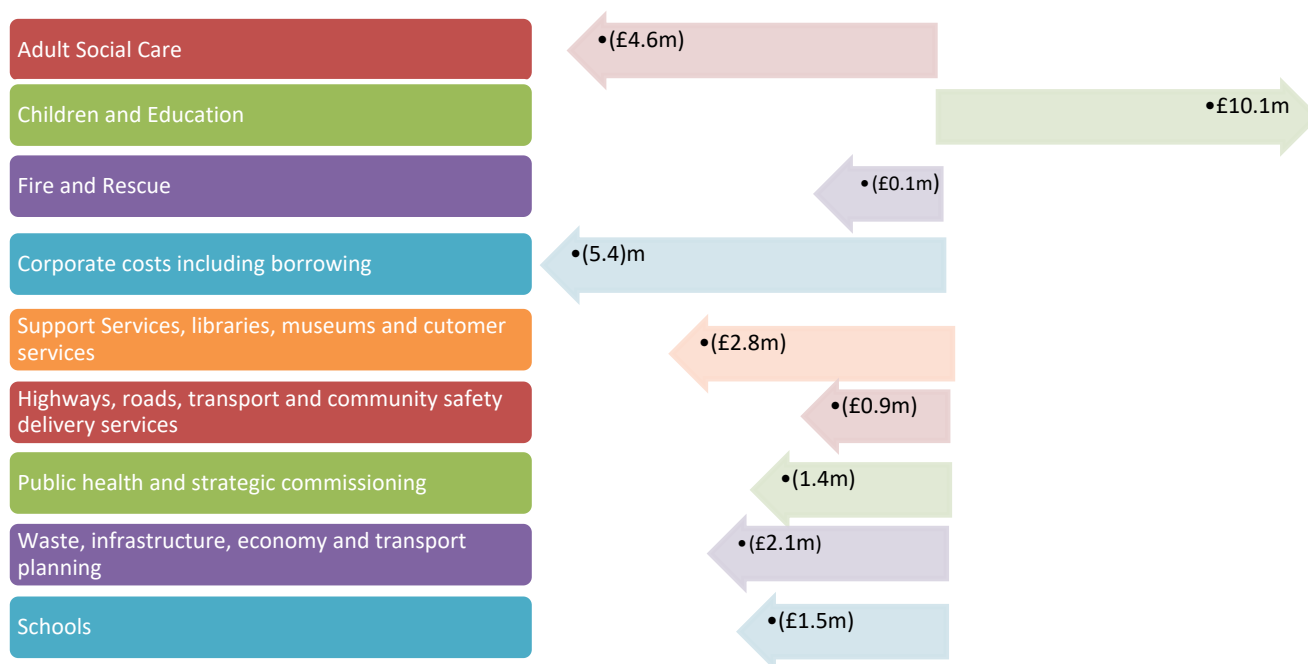 Adult Social Care
•(£4.6m)
Children and Education
•£10.1m
Fire and Rescue
•(£0.1m)
Corporate costs including borrowing
•(5.4)m
Support Services, libraries, museums and cutomer
services
•(£2.8m)
Highways, roads, transport and community safety
delivery services
•(£0.9m)
Public health and strategic commissioning
•(1.4m)
Waste, infrastructure, economy and transport
planning
•(£2.1m)
Schools
•(£1.5m)